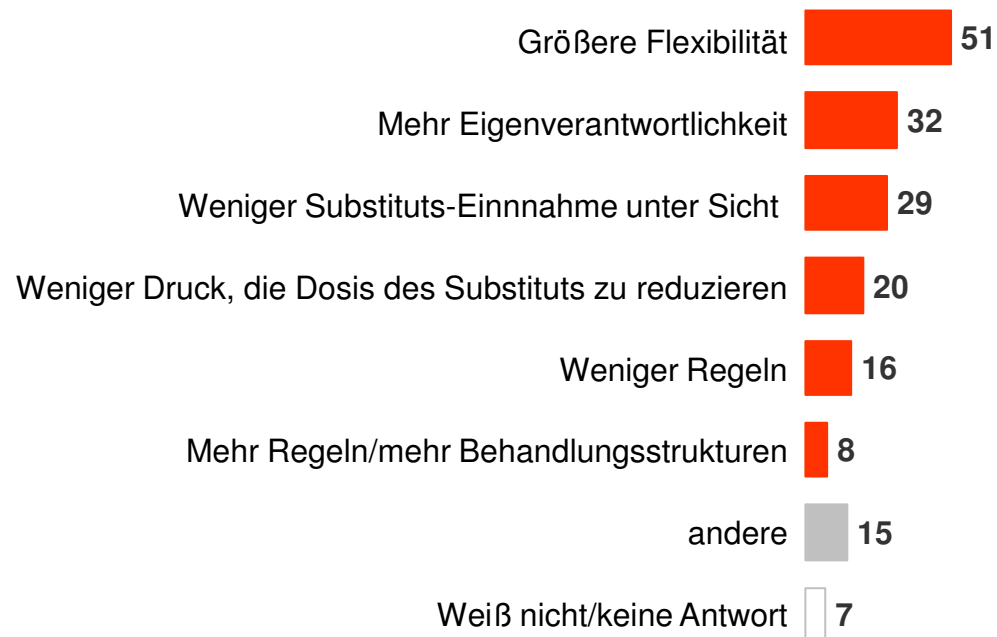 Größere Flexibilität 51
Mehr Eigenverantwortlichkeit 32
Weniger Substituts-Einnnahme unter Sicht 29
Weniger Druck, die Dosis des Substituts zu reduzieren 20
Weniger Regeln 16
Mehr Regeln/mehr Behandlungsstrukturen 8
andere 15
Weiß nicht/keine Antwort 7